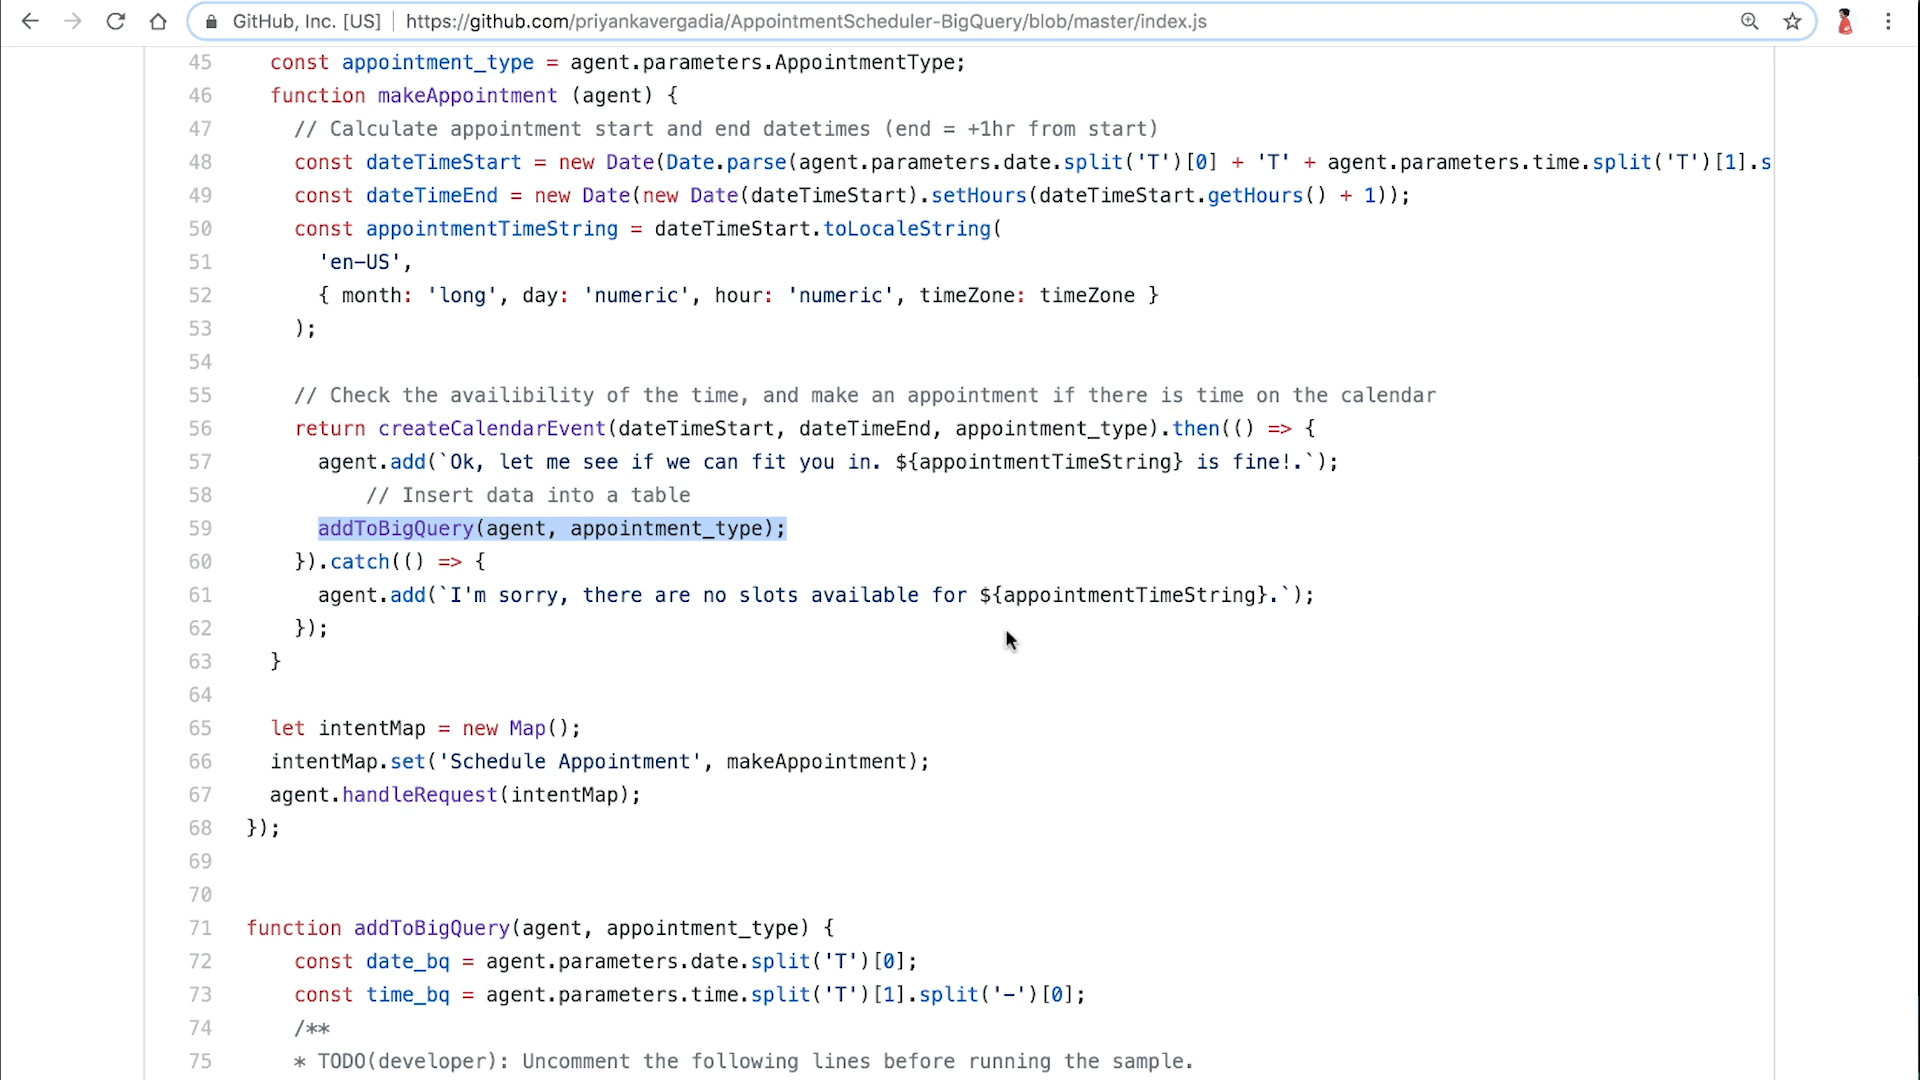 GitHub, Inc. [US] https://github.com/priyankavergadia/AppointmentScheduler-BigQuery/blob/master/index.js
45 const appointment_type = agent.parameters.AppointmentType;
46 function makeAppointment (agent) {
47 // Calculate appointment start and end datetimes (end = +1hr from start)
48 const dateTimeStart = new Date(Date.parse(agent.parameters.date.split('T')[0] + 'T' + agent.parameters.time.split('T')[1].s
49 const dateTimeEnd = new Date(new Date(dateTimeStart).setHours(dateTimeStart.getHours() + 1));
50 const appointmentTimeString = dateTimeStart.toLocaleString(
51 'en-US',
52 { month: 'long', day: 'numeric', hour: 'numeric', timeZone: timeZone }
53 );
54
55 // Check the availibility of the time, and make an appointment if there is time on the calendar
56 return createCalendarEvent(dateTimeStart, dateTimeEnd, appointment_type).then(() => {
57 agent.add(`Ok, let me see if we can fit you in. ${appointmentTimeString} is fine!.`);
58 // Insert data into a table
59 addToBigQuery(agent, appointment_type);
60 }).catch(() => {
61 agent.add(`I'm sorry, there are no slots available for ${appointmentTimeString}.`);
62 });
63 }
64
65 let intentMap = new Map();
66 intentMap.set('Schedule Appointment', makeAppointment);
67 agent.handleRequest(intentMap);
68 });
69
70
71 function addToBigQuery(agent, appointment_type) {
72 const date_bq = agent.parameters.date.split('T')[0];
73 const time_bq = agent.parameters.time.split('T')[1].split('-')[0];
74 /**
75 * TODO(developer): Uncomment the following lines before running the sample.